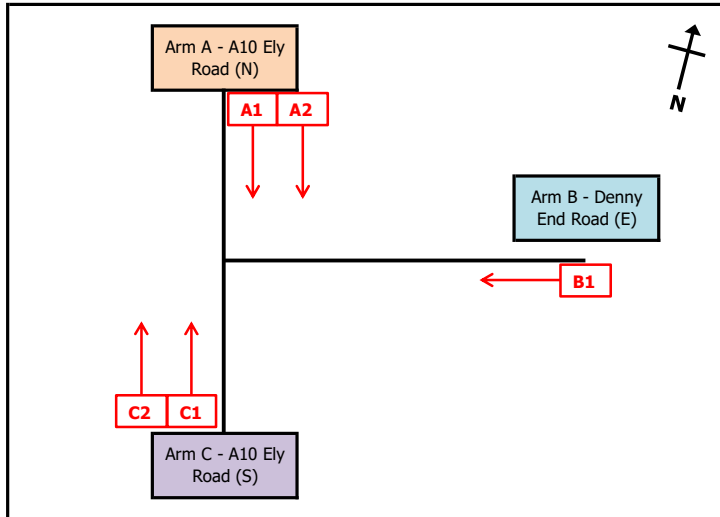 Arm A - A10 Ely
Road (N)
A1 A2
N
Arm B - Denny
End Road (E)
B1
C2 C1
Arm C - A10 Ely
Road (S)